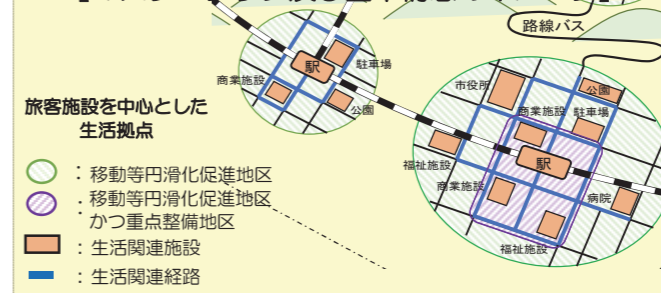 路線バス
駅
駐車場
商業施設
公園
市役所
公園
商業施設
駐車場
旅客施設を中心とした
生活拠点
福祉施設
駅
商業施設
病院
福祉施設
：移動等円滑化促進地区
：移動等円滑化促進地区
かつ重点整備地区
：生活関連施設
：生活関連経路